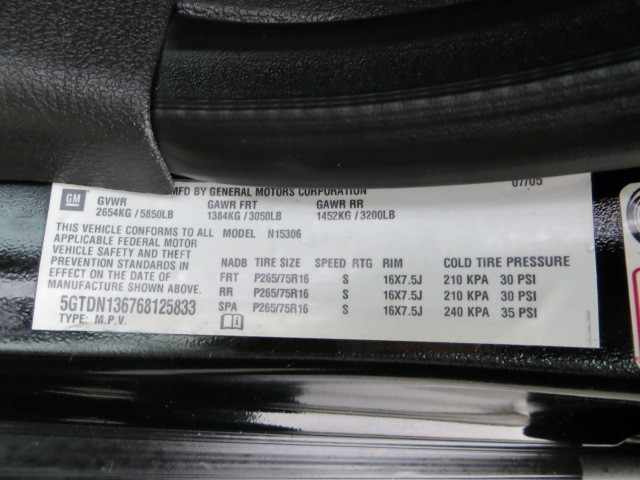 MFD BY GENERAL MOTORS CORPORATION 07/05
GM
GVWR GAWR FRT GAWR RR
2654KG / 5850LB 1384KG / 3050LB 1452KG / 3200LB
THIS VEHICLE CONFORMS TO ALL MODEL N15306
APPLICABLE FEDERAL MOTOR
VEHICLE SAFETY AND THEFT
PREVENTION STANDARDS IN
EFFECT ON THE DATE OF
MANUFACTURE SHOWN ABOVE.
5GTDN136768125833
TYPE: M.P.V.
NADB TIRE SIZE SPEED RTG RIM COLD TIRE PRESSURE
FRT P265/75R16 S 16X7.5J 210 KPA 30 PSI
RR P265/75R16 S 16X7.5J 210 KPA 30 PSI
SPA P265/75R16 S 16X7.5J 240 KPA 35 PSI